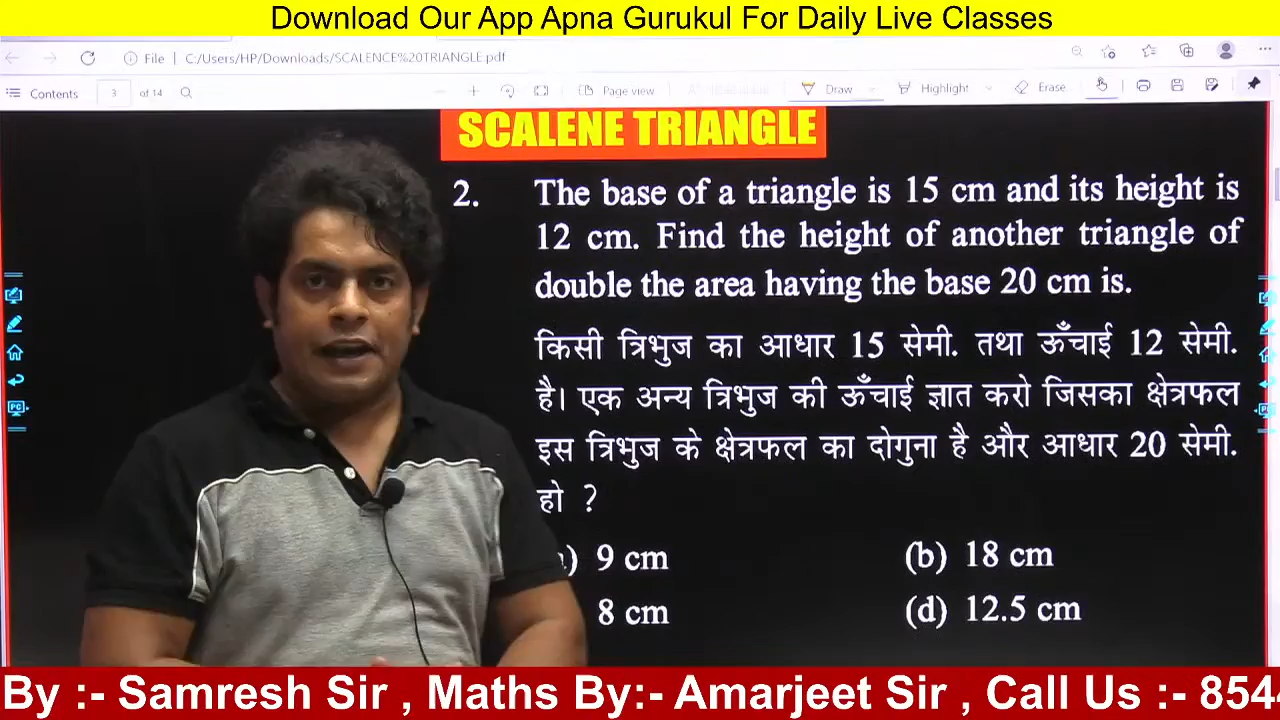 Download Our App Apna Gurukul For Daily Live Classes
File | C:/Users/HP/Downloads/SCALENCE%20TRIANGLE.pdf
Contents 3 of 14 Page view Draw Highlight Erase
SCALENE TRIANGLE
2. The base of a triangle is 15 cm and its height is
12 cm. Find the height of another triangle of
double the area having the base 20 cm is.
किसी त्रिभुज का आधार 15 सेमी. तथा ऊँचाई 12 सेमी.
है। एक अन्य त्रिभुज की ऊँचाई ज्ञात करो जिसका क्षेत्रफल
इस त्रिभुज के क्षेत्रफल का दोगुना है और आधार 20 सेमी.
हो ?
9 cm (b) 18 cm
8 cm (d) 12.5 cm
By :- Samresh Sir , Maths By:- Amarjeet Sir , Call Us :- 854